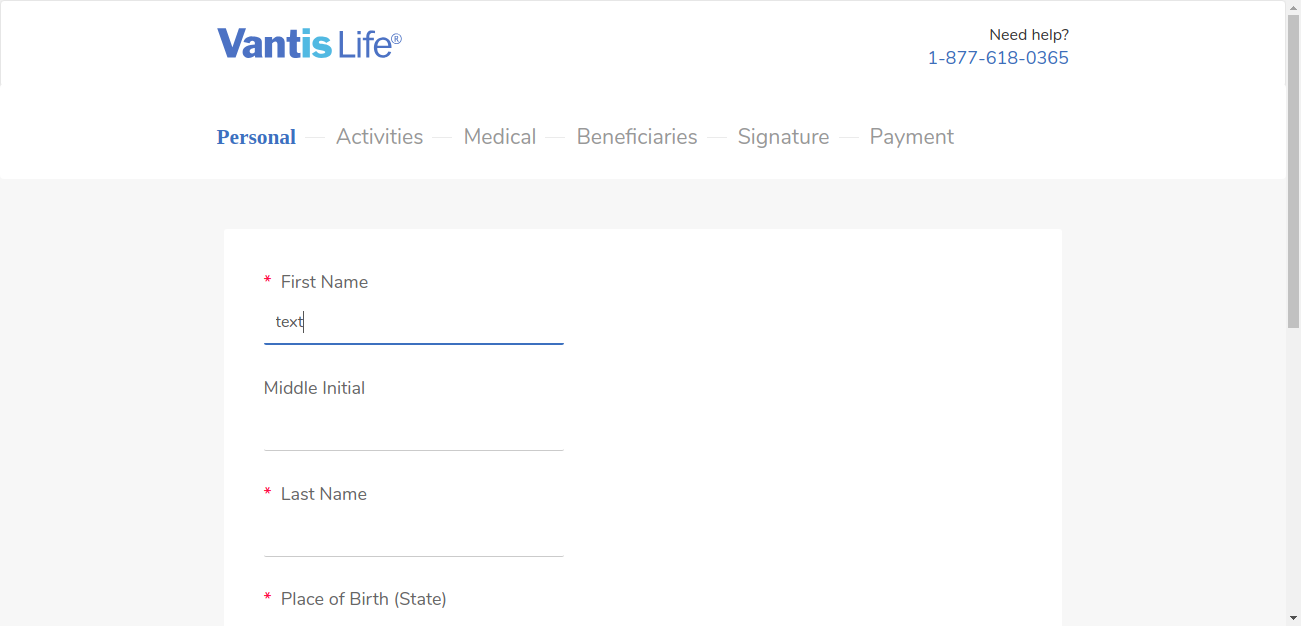 Vantis Life®
Need help?
1-877-618-0365
Personal Activities Medical Beneficiaries Signature Payment
* First Name
text
Middle Initial
* Last Name
* Place of Birth (State)